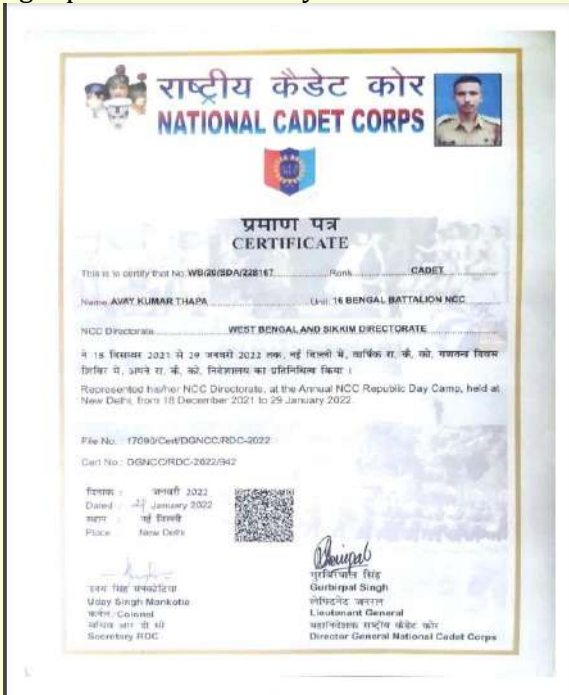 राष्ट्रीय कैडेट कोर
NATIONAL CADET CORPS
प्रमाण पत्र
CERTIFICATE
This is to certify that No. WB/20/SDA/228167 Rank CADET
Name AVAY KUMAR THAPA Unit 16 BENGAL BATTALION NCC
NCC Directorate WEST BENGAL AND SIKKIM DIRECTORATE
ने 18 दिसम्बर 2021 से 29 जनवरी 2022 तक, नई दिल्ली में, वार्षिक रा. कै. को. गणतन्त्र दिवस
शिविर में, अपने रा. कै. को. निदेशालय का प्रतिनिधित्व किया ।
Represented his/her NCC Directorate, at the Annual NCC Republic Day Camp, held at
New Delhi, from 18 December 2021 to 29 January 2022.
File No. : 17090/Cert/DGNCC/RDC-2022
Cert No : DGNCC/RDC-2022/942
दिनांक : जनवरी 2022
Dated : January 2022
स्थान : नई दिल्ली
Place New Delhi
उदय सिंह मनकोटिया
Uday Singh Mankotia
कर्नल/Colonel
सचिव आर डी सी
Secretary RDC
गुरबिरपाल सिंह
Gurbirpal Singh
लेफ्टिनेंट जनरल
Lieutenant General
महानिदेशक राष्ट्रीय कैडेट कोर
Director General National Cadet Corps